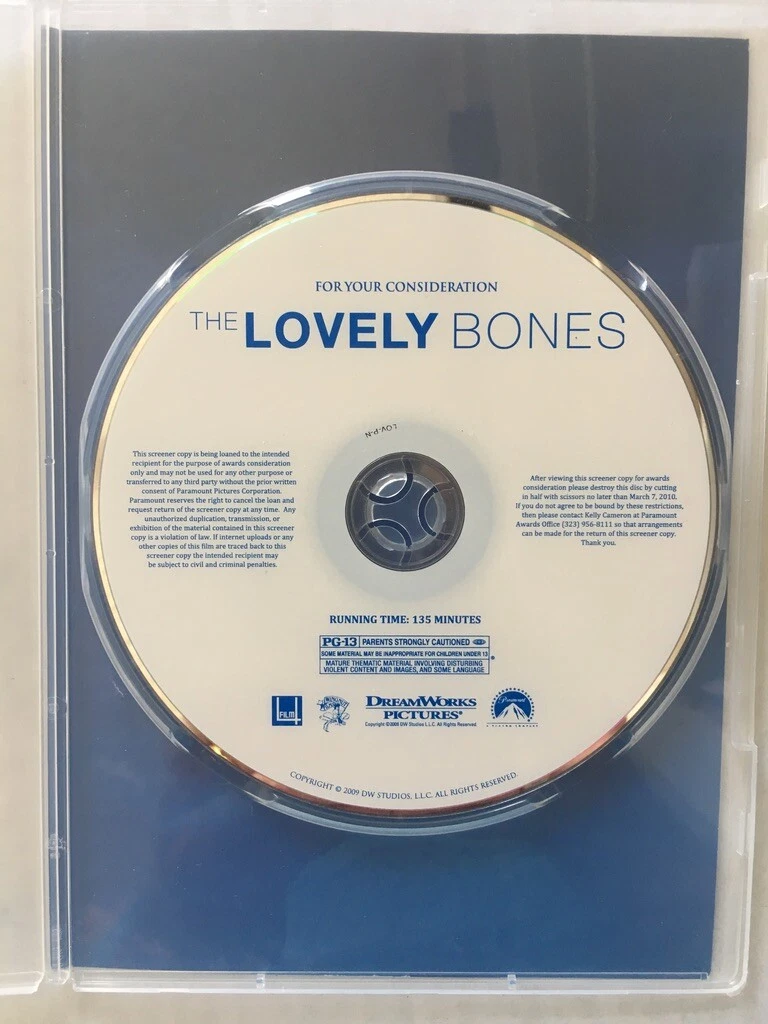 FOR YOUR CONSIDERATION
THE LOVELY BONES
LOV-P-N
This screener copy is being loaned to the intended
recipient for the purpose of awards consideration
only and may not be used for any other purpose or
transferred to any third party without the prior written
consent of Paramount Pictures Corporation.
Paramount reserves the right to cancel the loan and
request return of the screener copy at any time. Any
unauthorized duplication, transmission, or
exhibition of the material contained in this screener
copy is a violation of law. If internet uploads or any
other copies of this film are traced back to this
screener copy the intended recipient may
be subject to civil and criminal penalties.
After viewing this screener copy for awards
consideration please destroy this disc by cutting
in half with scissors no later than March 7, 2010.
If you do not agree to be bound by these restrictions,
then please contact Kelly Cameron at Paramount
Awards Office (323) 956-8111 so that arrangements
can be made for the return of this screener copy.
Thank you.
RUNNING TIME: 135 MINUTES
PG-13 PARENTS STRONGLY CAUTIONED
SOME MATERIAL MAY BE INAPPROPRIATE FOR CHILDREN UNDER 13
MATURE THEMATIC MATERIAL INVOLVING DISTURBING
VIOLENT CONTENT AND IMAGES, AND SOME LANGUAGE
FILM4
DREAMWORKS
PICTURES®
Copyright ©2009 DW Studios L.L.C. All Rights Reserved.
Paramount
COPYRIGHT © 2009 DW STUDIOS, L.L.C. ALL RIGHTS RESERVED.